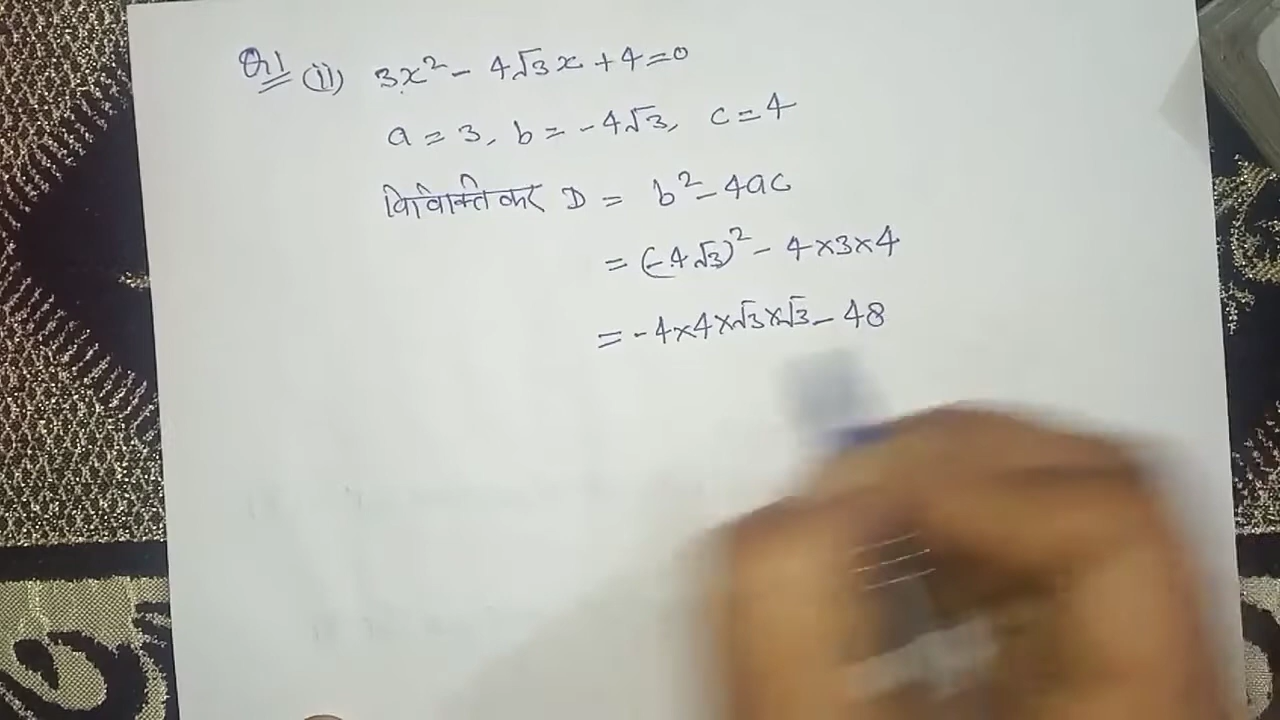 Q1 (ii) 3x² - 4√3x + 4 = 0
a = 3, b = -4√3, c = 4
विविक्तिकर D = b² - 4ac
= (-4√3)² - 4×3×4
= -4×4×√3×√3 - 48